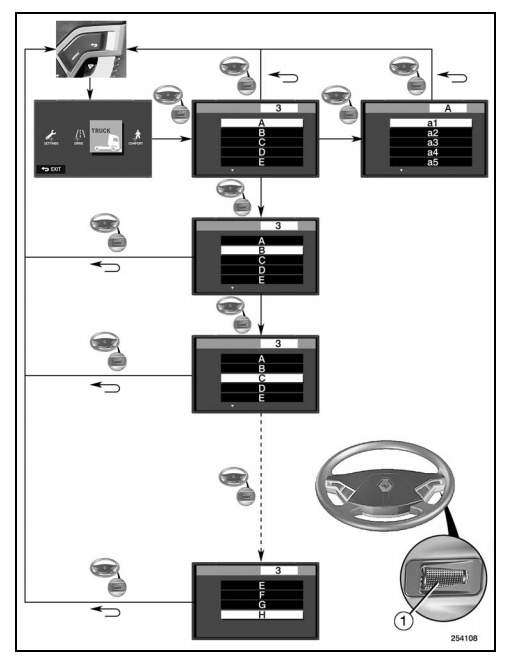 3
A
A
a1
B
a2
C
a3
D
a4
E
a5
SETTINGS
DRIVE
TRUCK
COMFORT
EXIT
3
A
B
C
D
E
3
A
B
C
D
E
3
E
F
G
H
1
254108